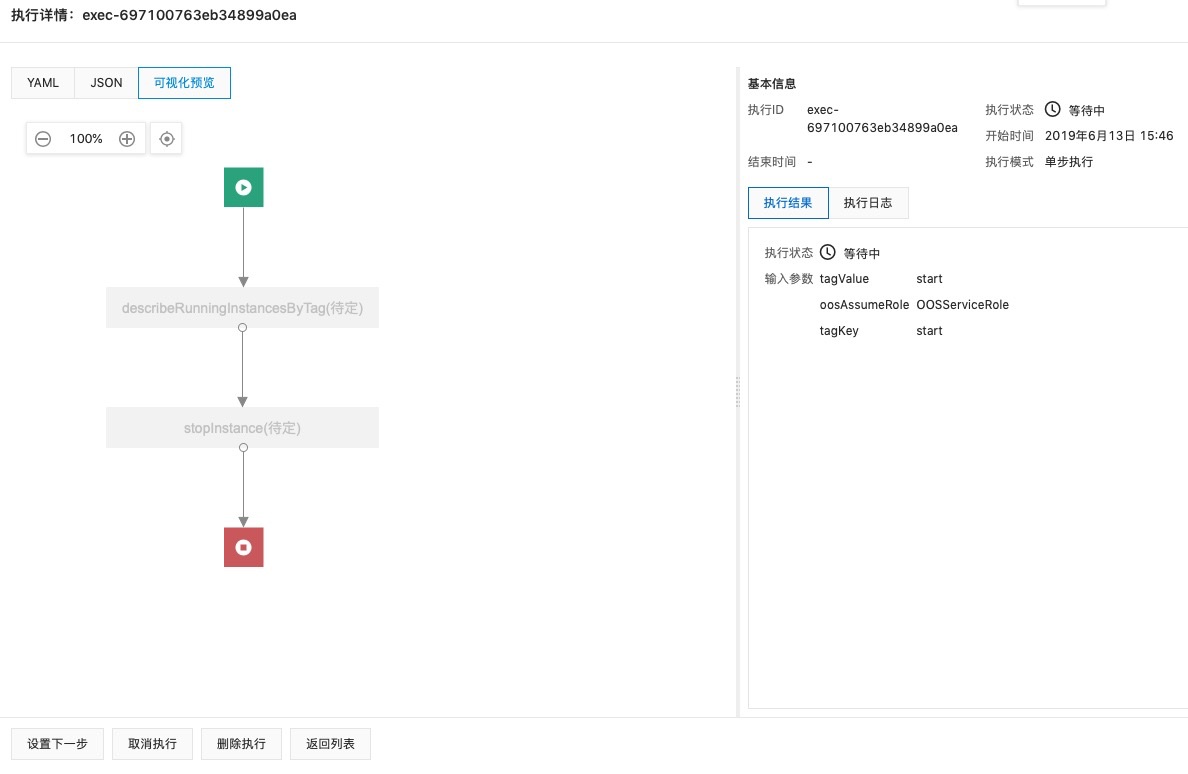 执行详情：exec-697100763eb34899a0ea
YAML
JSON
可视化预览
100%
describeRunningInstancesByTag(待定)
stopInstance(待定)
基本信息
执行ID
exec-
697100763eb34899a0ea
执行状态 等待中
开始时间 2019年6月13日 15:46
结束时间 -
执行模式 单步执行
执行结果
执行日志
执行状态 等待中
输入参数 tagValue start
oosAssumeRole OOSServiceRole
tagKey start
设置下一步
取消执行
删除执行
返回列表